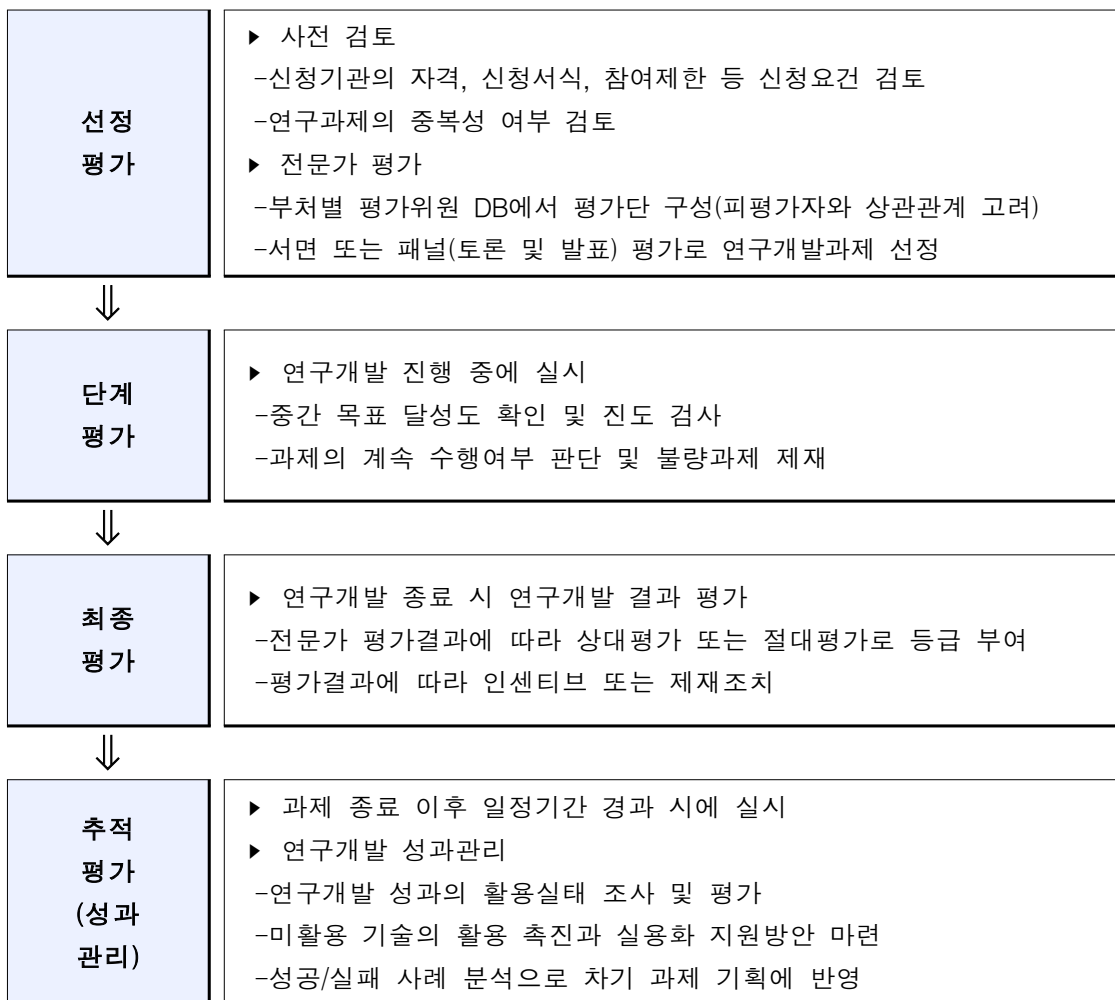 선정
평가
▶ 사전 검토
-신청기관의 자격, 신청서식, 참여제한 등 신청요건 검토
-연구과제의 중복성 여부 검토
▶ 전문가 평가
-부처별 평가위원 DB에서 평가단 구성(피평가자와 상관관계 고려)
-서면 또는 패널(토론 및 발표) 평가로 연구개발과제 선정
⇓
단계
평가
▶ 연구개발 진행 중에 실시
-중간 목표 달성도 확인 및 진도 검사
-과제의 계속 수행여부 판단 및 불량과제 제재
⇓
최종
평가
▶ 연구개발 종료 시 연구개발 결과 평가
-전문가 평가결과에 따라 상대평가 또는 절대평가로 등급 부여
-평가결과에 따라 인센티브 또는 제재조치
⇓
추적
평가
(성과
관리)
▶ 과제 종료 이후 일정기간 경과 시에 실시
▶ 연구개발 성과관리
-연구개발 성과의 활용실태 조사 및 평가
-미활용 기술의 활용 촉진과 실용화 지원방안 마련
-성공/실패 사례 분석으로 차기 과제 기획에 반영